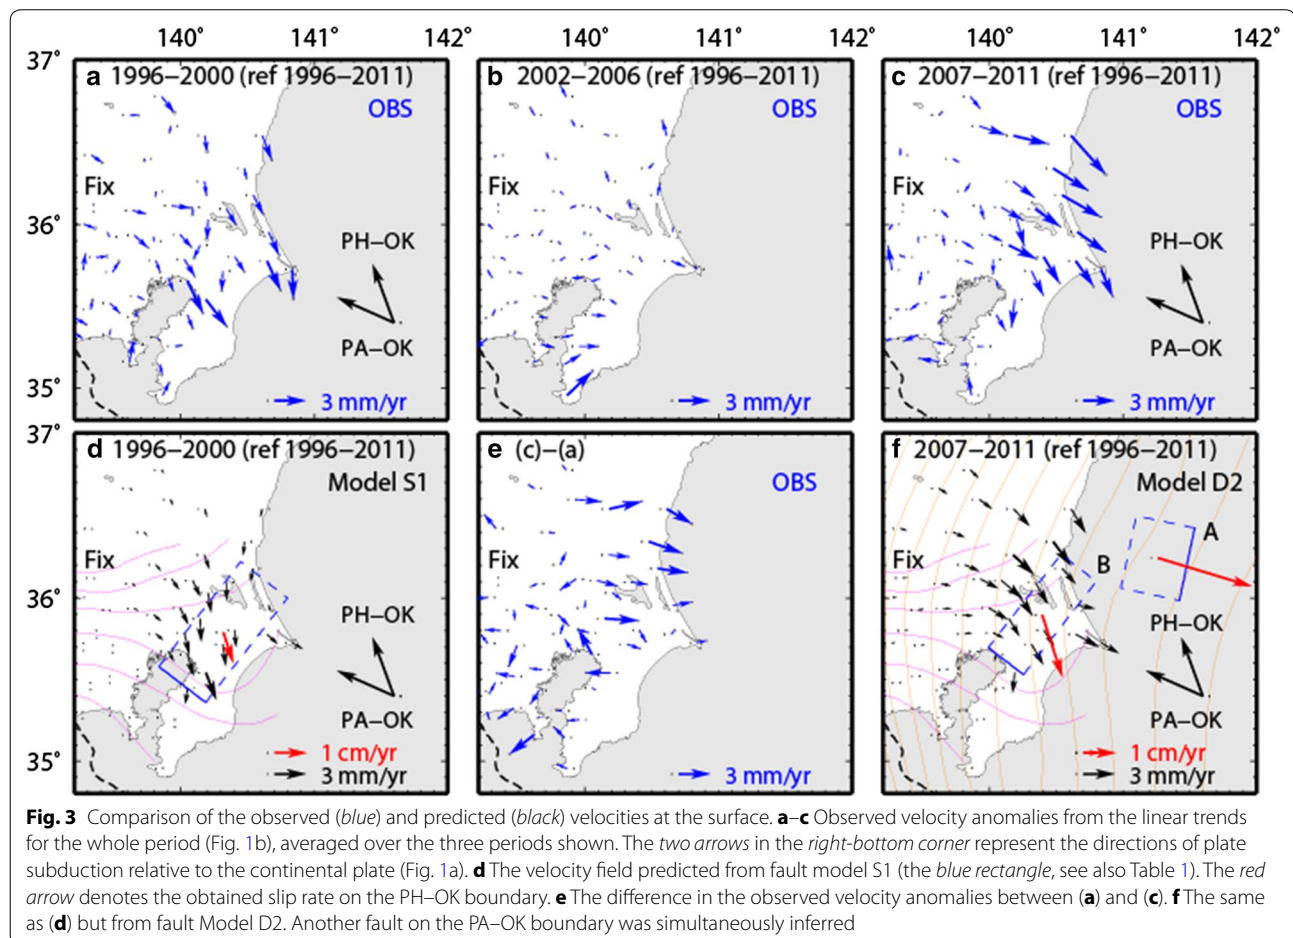 140° 141° 142° 140° 141° 142° 140° 141° 142°
37°
a 1996–2000 (ref 1996–2011)
OBS
Fix
36°
PH–OK
PA–OK
35°
3 mm/yr
b 2002–2006 (ref 1996–2011)
OBS
Fix
3 mm/yr
c 2007–2011 (ref 1996–2011)
OBS
Fix
PH–OK
PA–OK
3 mm/yr
37°
d 1996–2000 (ref 1996–2011)
Model S1
Fix
36°
PH–OK
PA–OK
35°
1 cm/yr
3 mm/yr
e (c)–(a)
OBS
Fix
3 mm/yr
f 2007–2011 (ref 1996–2011)
Model D2
A
Fix
B
PH–OK
PA–OK
1 cm/yr
3 mm/yr
Fig. 3 Comparison of the observed (blue) and predicted (black) velocities at the surface. a–c Observed velocity anomalies from the linear trends
for the whole period (Fig. 1b), averaged over the three periods shown. The two arrows in the right-bottom corner represent the directions of plate
subduction relative to the continental plate (Fig. 1a). d The velocity field predicted from fault model S1 (the blue rectangle, see also Table 1). The red
arrow denotes the obtained slip rate on the PH–OK boundary. e The difference in the observed velocity anomalies between (a) and (c). f The same
as (d) but from fault Model D2. Another fault on the PA–OK boundary was simultaneously inferred